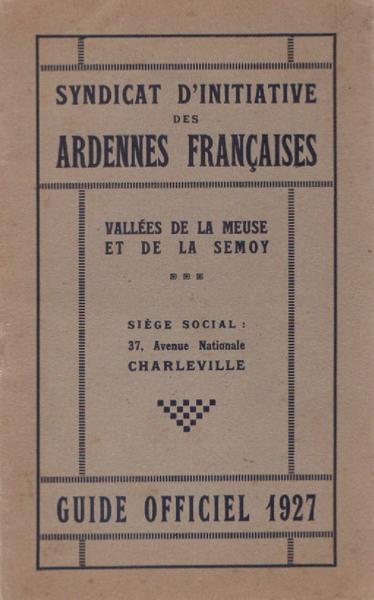 SYNDICAT D'INITIATIVE
DES
ARDENNES FRANÇAISES
VALLÉES DE LA MEUSE
ET DE LA SEMOY
SIÈGE SOCIAL :
37, Avenue Nationale
CHARLEVILLE
GUIDE OFFICIEL 1927